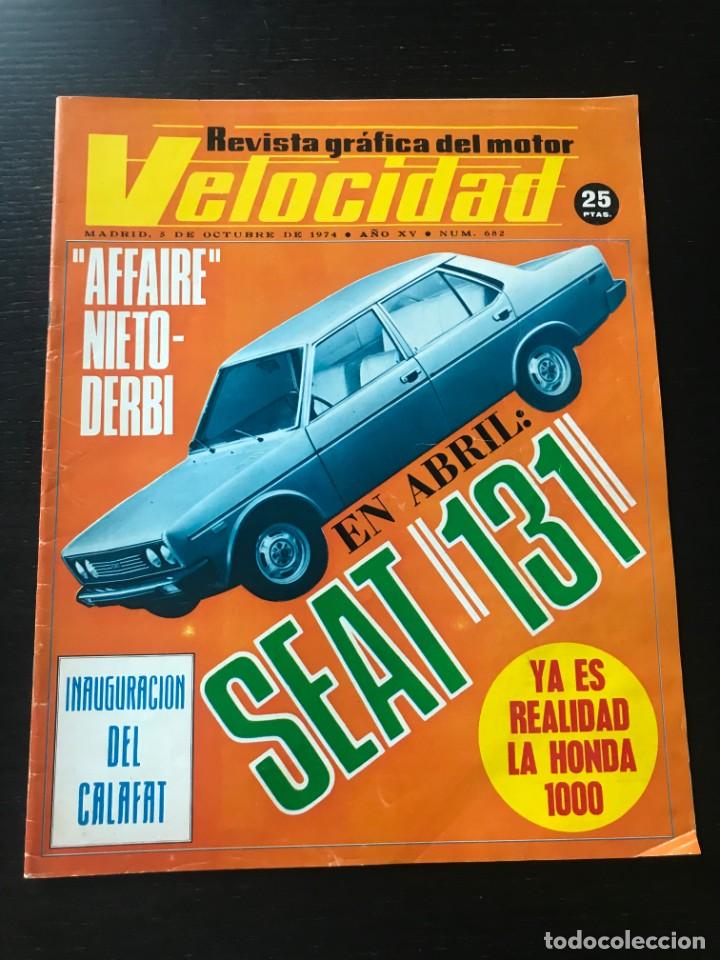 Revista gráfica del motor
Velocidad
25
PTAS.
MADRID, 5 DE OCTUBRE DE 1974 • AÑO XV • NUM. 682
"AFFAIRE"
NIETO-
DERBI
EN ABRIL:
SEAT "131"
INAUGURACION
DEL
CALAFAT
YA ES
REALIDAD
LA HONDA
1000
todocoleccion